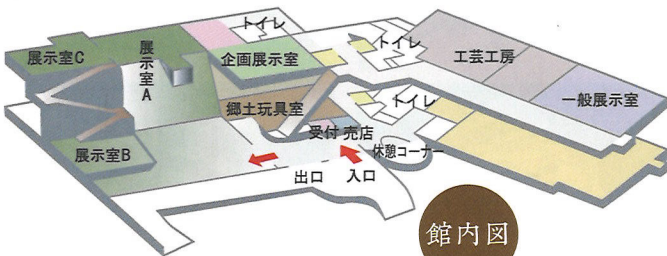 トイレ
トイレ
展示室C
展示室A
企画展示室
工芸工房
一般展示室
郷土玩具室
トイレ
受付
売店
展示室B
休憩コーナー
出口
入口
館内図